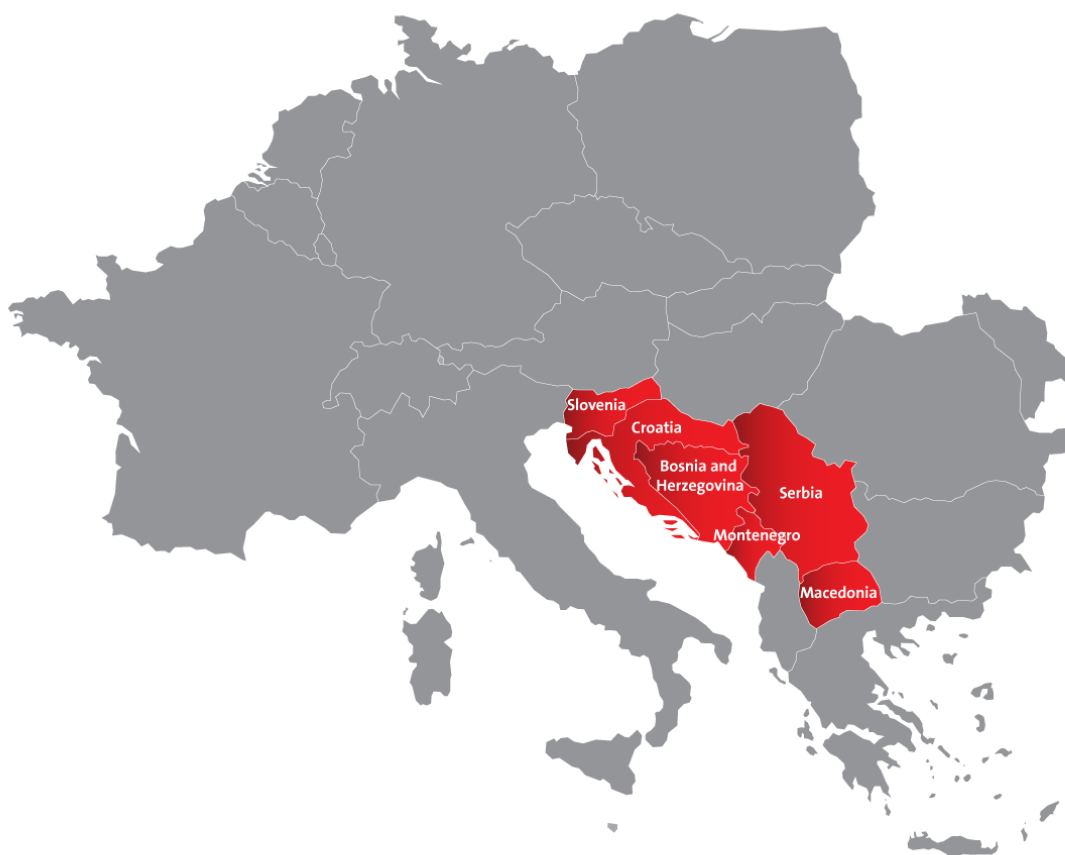 Slovenia
Croatia
Bosnia and
Herzegovina
Serbia
Montenegro
Macedonia